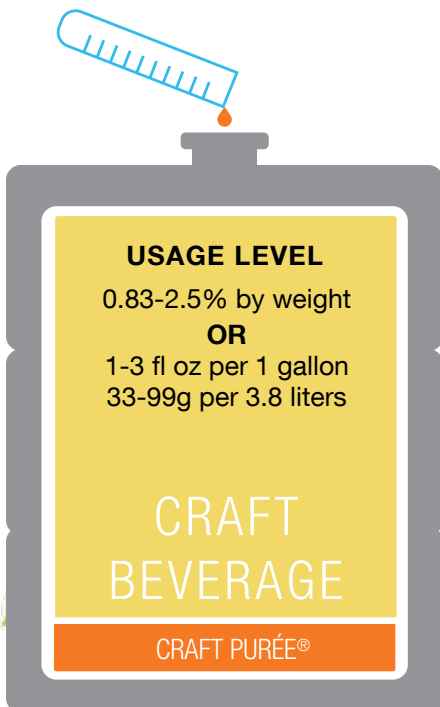 USAGE LEVEL
0.83-2.5% by weight
OR
1-3 fl oz per 1 gallon
33-99g per 3.8 liters
CRAFT
BEVERAGE
CRAFT PURÉE®